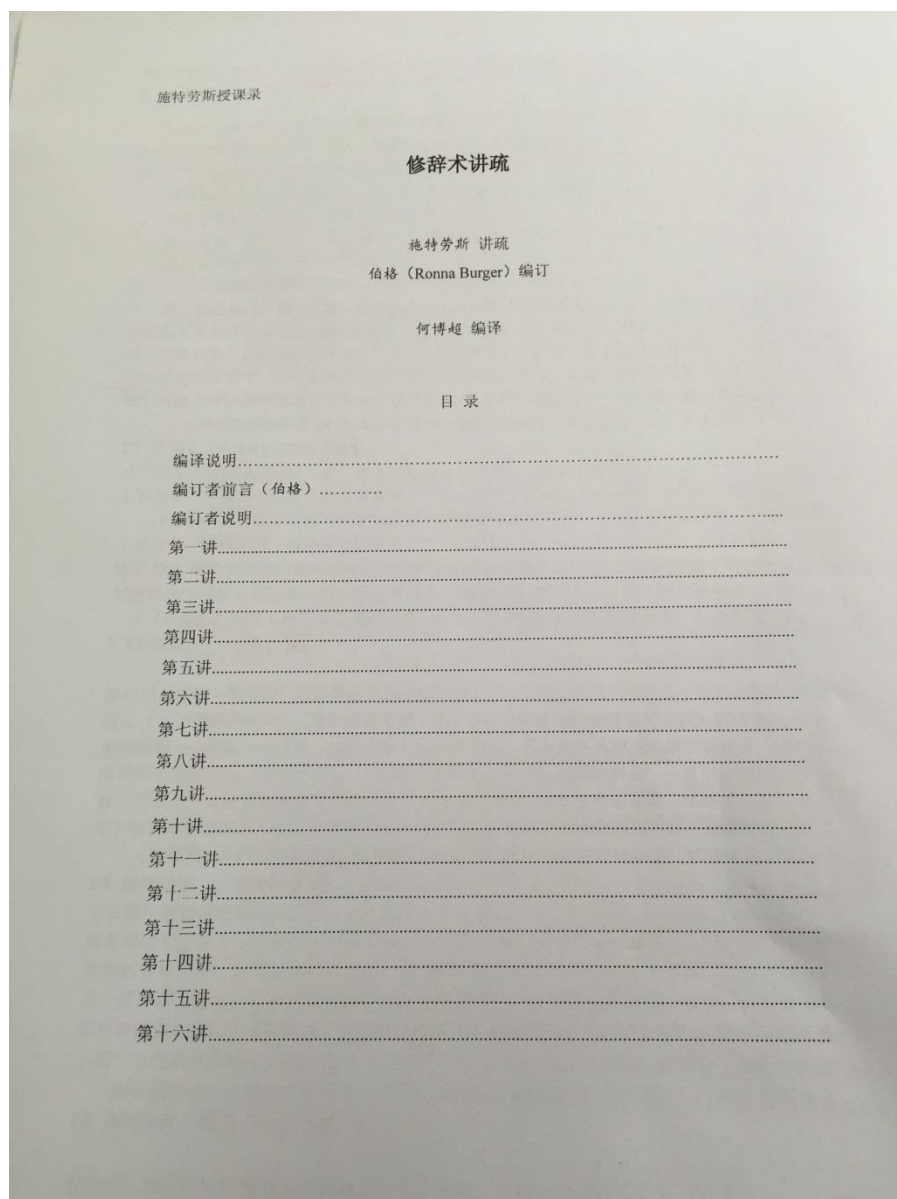 施特劳斯授课录
修辞术讲疏
施特劳斯 讲疏
伯格（Ronna Burger）编订
何博超 编译
目 录
编译说明……………………………………………………………………………………
编订者前言（伯格）…………
编订者说明…………………………………………………………………………………...
第一讲...............................................................................................................................
第二讲...............................................................................................................................
第三讲...............................................................................................................................
第四讲...............................................................................................................................
第五讲...............................................................................................................................
第六讲...............................................................................................................................
第七讲...............................................................................................................................
第八讲...............................................................................................................................
第九讲...............................................................................................................................
第十讲...............................................................................................................................
第十一讲...........................................................................................................................
第十二讲...........................................................................................................................
第十三讲...........................................................................................................................
第十四讲...........................................................................................................................
第十五讲...........................................................................................................................
第十六讲...........................................................................................................................